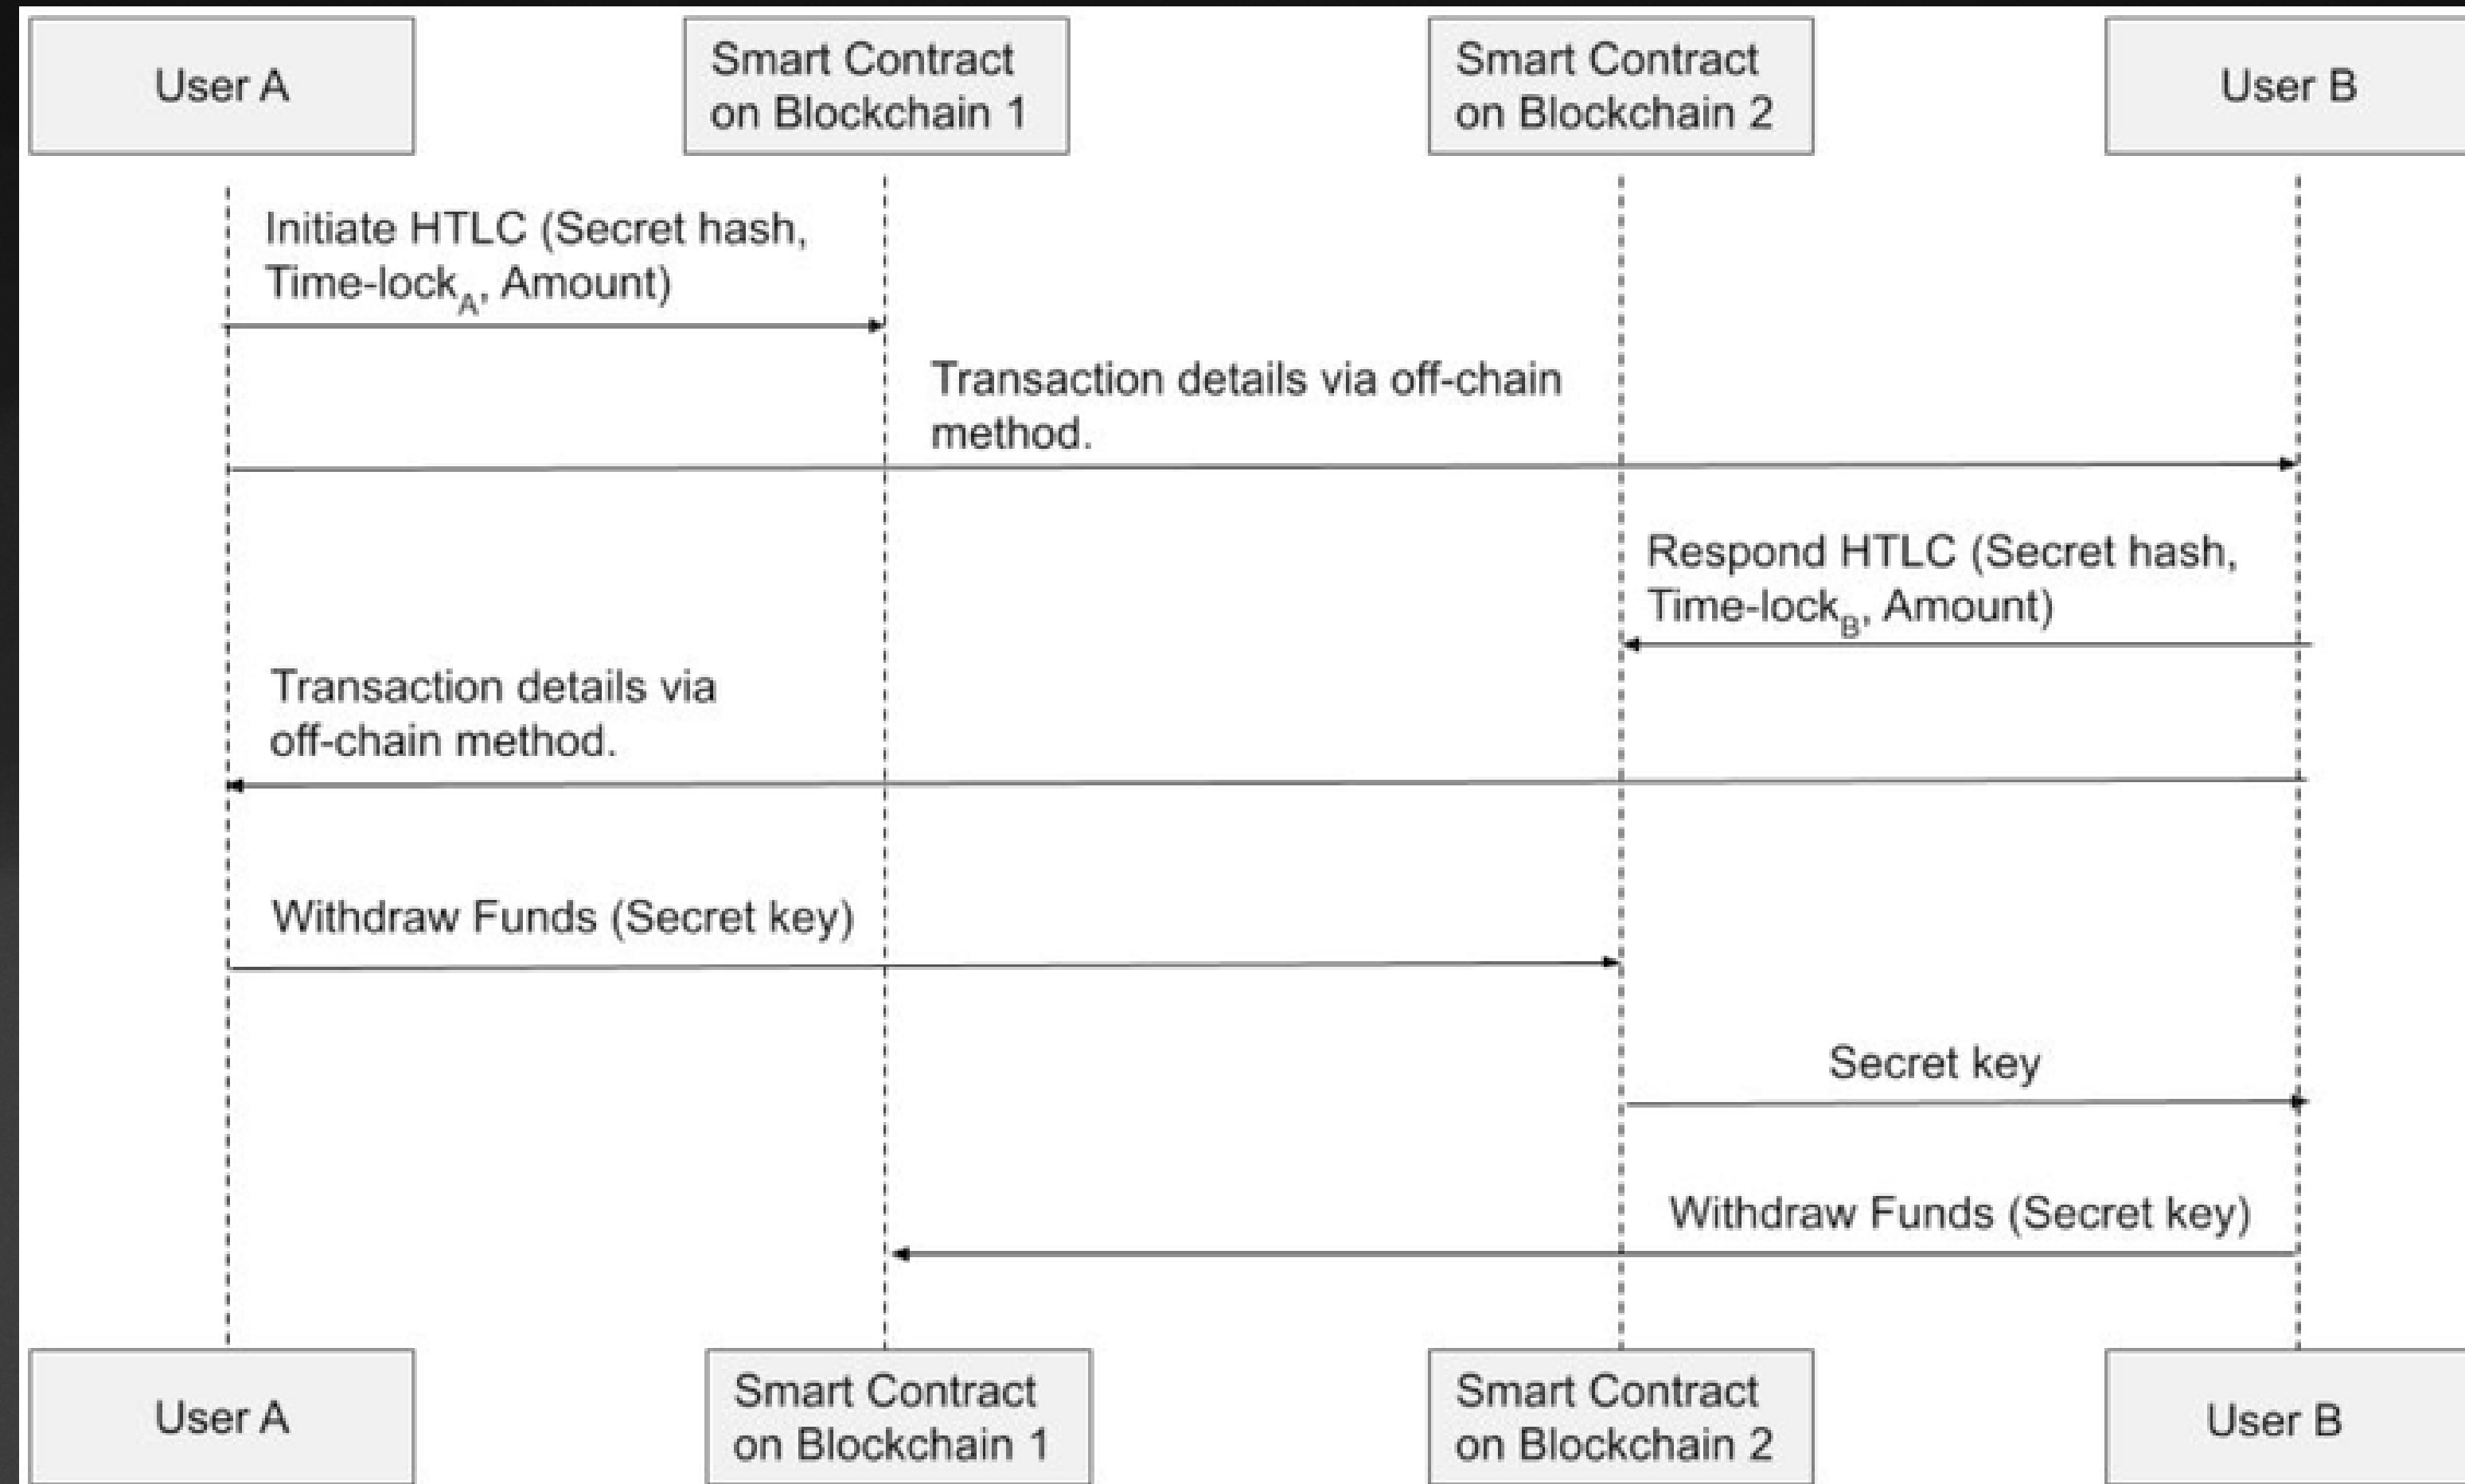 User A
Smart Contract
on Blockchain 1
Smart Contract
on Blockchain 2
User B
Initiate HTLC (Secret hash,
Time-lock_A, Amount)
Transaction details via off-chain
method.
Respond HTLC (Secret hash,
Time-lock_B, Amount)
Transaction details via
off-chain method.
Withdraw Funds (Secret key)
Secret key
Withdraw Funds (Secret key)
User A
Smart Contract
on Blockchain 1
Smart Contract
on Blockchain 2
User B